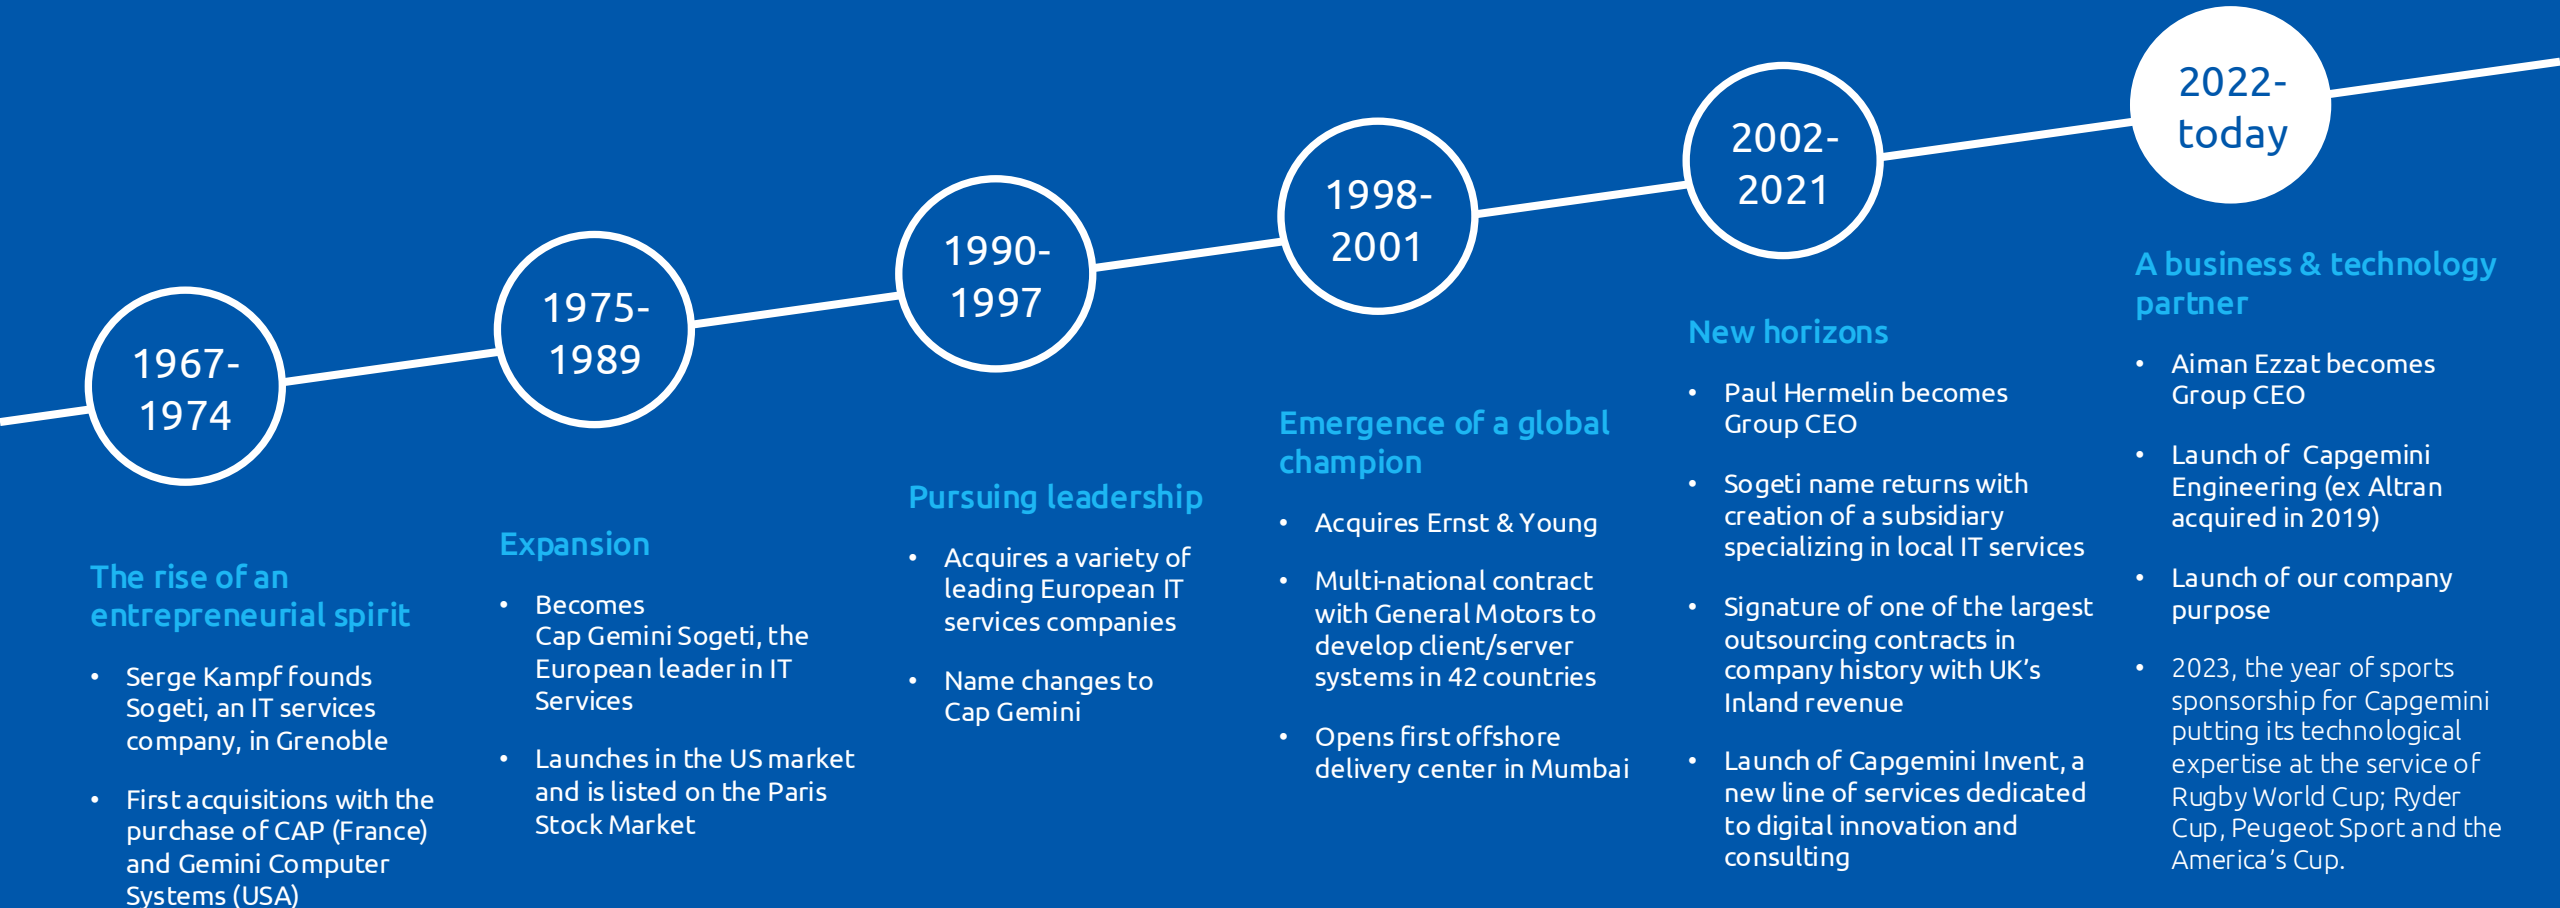 1967-
1974
The rise of an
entrepreneurial spirit
• Serge Kampf founds
Sogeti, an IT services
company, in Grenoble
• First acquisitions with the
purchase of CAP (France)
and Gemini Computer
Systems (USA)
1975-
1989
Expansion
• Becomes
Cap Gemini Sogeti, the
European leader in IT
Services
• Launches in the US market
and is listed on the Paris
Stock Market
1990-
1997
Pursuing leadership
• Acquires a variety of
leading European IT
services companies
• Name changes to
Cap Gemini
1998-
2001
Emergence of a global
champion
• Acquires Ernst & Young
• Multi-national contract
with General Motors to
develop client/server
systems in 42 countries
• Opens first offshore
delivery center in Mumbai
2002-
2021
New horizons
• Paul Hermelin becomes
Group CEO
• Sogeti name returns with
creation of a subsidiary
specializing in local IT services
• Signature of one of the largest
outsourcing contracts in
company history with UK’s
Inland revenue
• Launch of Capgemini Invent, a
new line of services dedicated
to digital innovation and
consulting
2022-
today
A business & technology
partner
• Aiman Ezzat becomes
Group CEO
• Launch of Capgemini
Engineering (ex Altran
acquired in 2019)
• Launch of our company
purpose
• 2023, the year of sports
sponsorship for Capgemini
putting its technological
expertise at the service of
Rugby World Cup; Ryder
Cup, Peugeot Sport and the
America’s Cup.